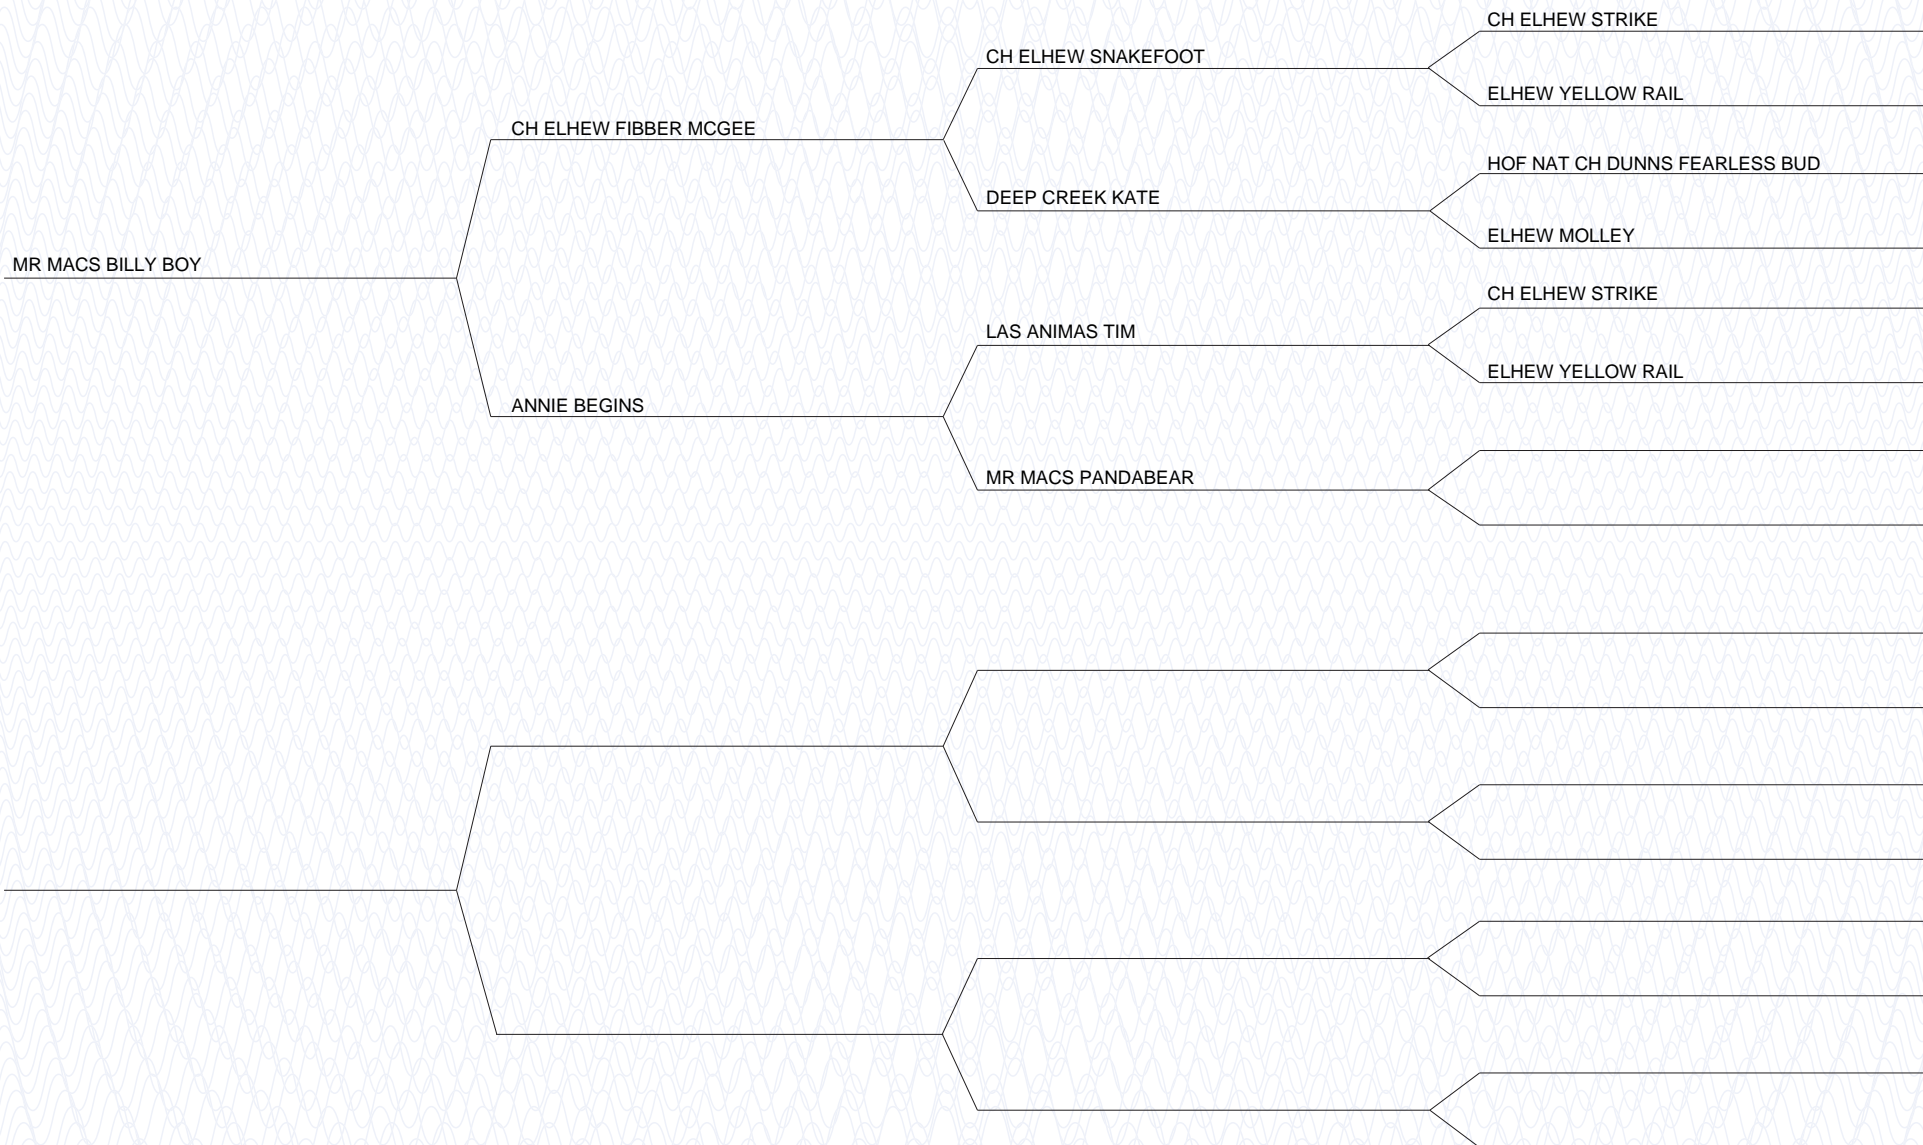 CH ELHEW STRIKE
CH ELHEW SNAKEFOOT
ELHEW YELLOW RAIL
CH ELHEW FIBBER MCGEE
HOF NAT CH DUNNS FEARLESS BUD
DEEP CREEK KATE
ELHEW MOLLEY
MR MACS BILLY BOY
CH ELHEW STRIKE
LAS ANIMAS TIM
ELHEW YELLOW RAIL
ANNIE BEGINS
MR MACS PANDABEAR